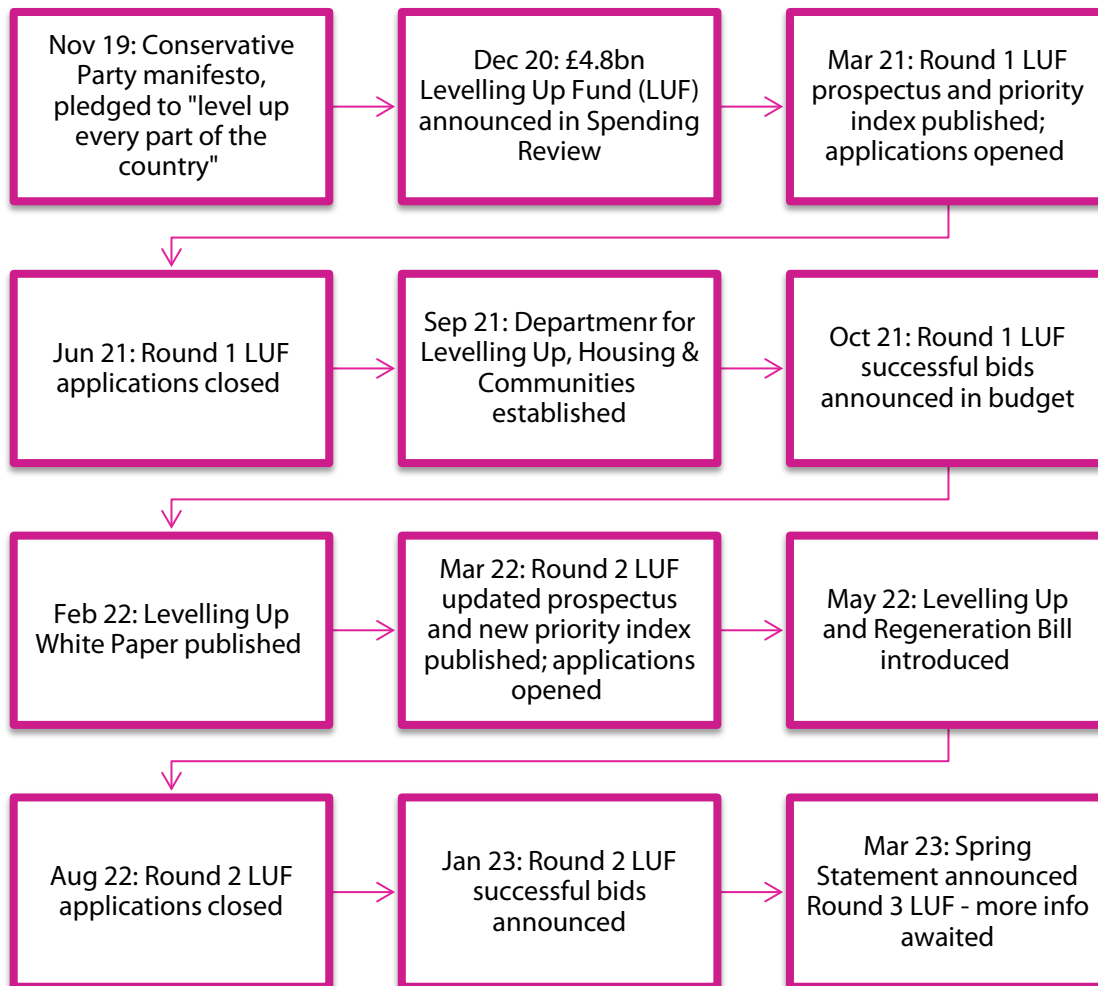 Nov 19: Conservative
Party manifesto,
pledged to "level up
every part of the
country"
Dec 20: £4.8bn
Levelling Up Fund (LUF)
announced in Spending
Review
Mar 21: Round 1 LUF
prospectus and priority
index published;
applications opened
Jun 21: Round 1 LUF
applications closed
Sep 21: Departmenr for
Levelling Up, Housing &
Communities
established
Oct 21: Round 1 LUF
successful bids
announced in budget
Feb 22: Levelling Up
White Paper published
Mar 22: Round 2 LUF
updated prospectus
and new priority index
published; applications
opened
May 22: Levelling Up
and Regeneration Bill
introduced
Aug 22: Round 2 LUF
applications closed
Jan 23: Round 2 LUF
successful bids
announced
Mar 23: Spring
Statement announced
Round 3 LUF - more info
awaited